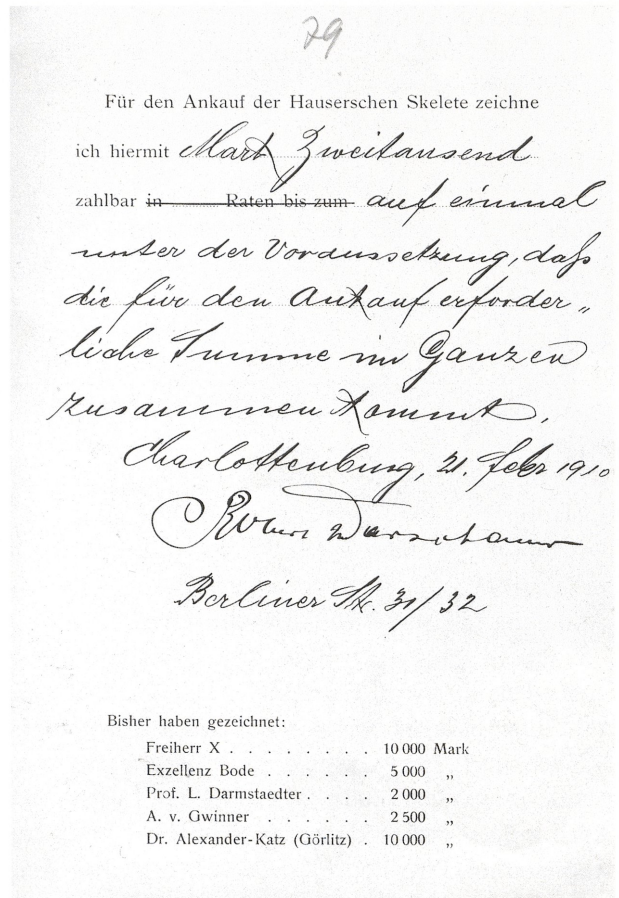 79
Für den Ankauf der Hauserschen Skelete zeichne
ich hiermit Mark Zweitausend
zahlbar in ........ Raten bis zum auf einmal
unter der Voraussetzung, daß
die für den Ankauf erforder„
liche Summe im Ganzen
zusammen kommt.
Charlottenburg, 21. Febr 1910
Robert Warschauer
Berliner Str. 31/32
Bisher haben gezeichnet:
Freiherr X . . . . . . . . 10 000 Mark
Exzellenz Bode . . . . . . 5 000 „
Prof. L. Darmstaedter . . . . 2 000 „
A. v. Gwinner . . . . . . 2 500 „
Dr. Alexander-Katz (Görlitz) . 10 000 „